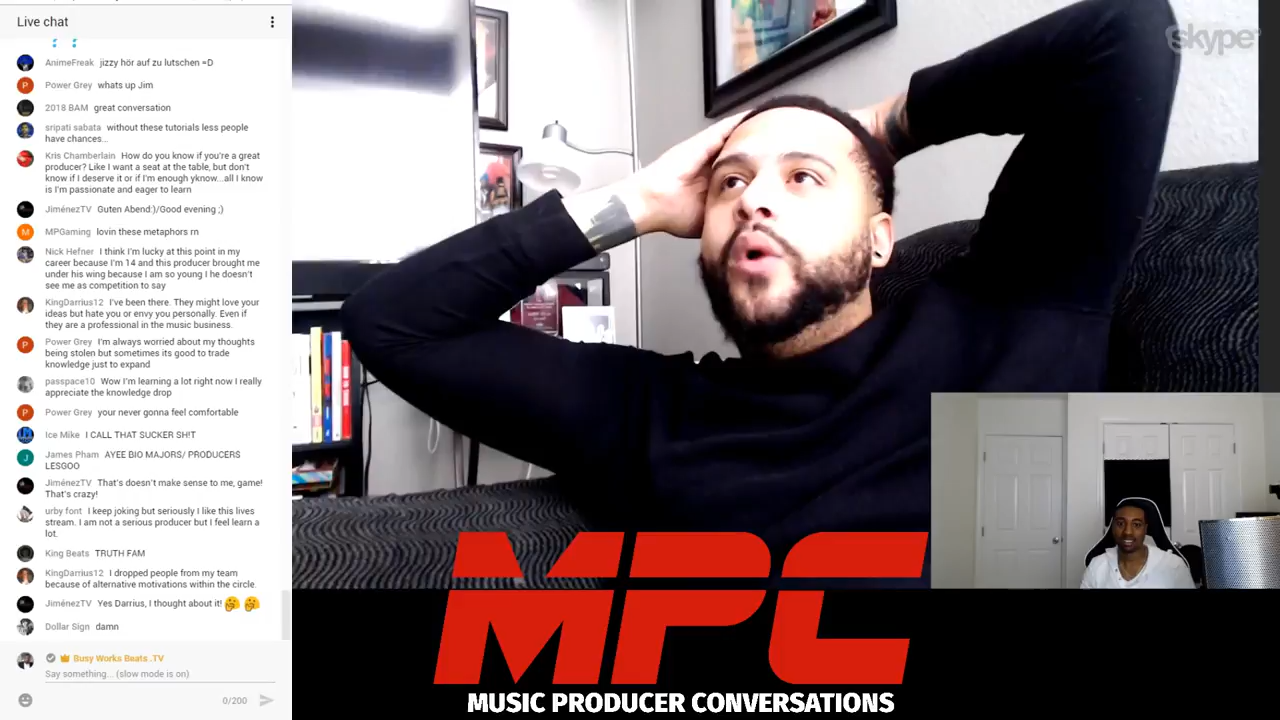 Live chat
AnimeFreak jizzy hör auf zu lutschen =D
Power Grey whats up Jim
2018 BAM great conversation
sripati sabata without these tutorials less people
have chances...
Kris Chamberlain How do you know if you're a great
producer? Like I want a seat at the table, but don't
know if I deserve it or if I'm enough yknow...all I know
is I'm passionate and eager to learn
JiménezTV Guten Abend:)/Good evening ;)
MPGaming lovin these metaphors rn
Nick Hefner I think I'm lucky at this point in my
career because I'm 14 and this producer brought me
under his wing because I am so young I he doesn't
see me as competition to say
KingDarrius12 I've been there. They might love your
ideas but hate you or envy you personally. Even if
they are a professional in the music business.
Power Grey I'm always worried about my thoughts
being stolen but sometimes its good to trade
knowledge just to expand
passpace10 Wow I'm learning a lot right now I really
appreciate the knowledge drop
Power Grey your never gonna feel comfortable
Ice Mike I CALL THAT SUCKER SH!T
James Pham AYEE BIO MAJORS/ PRODUCERS
LESGOO
JiménezTV That's doesn't make sense to me, game!
That's crazy!
urby font I keep joking but seriously I like this lives
stream. I am not a serious producer but I feel learn a
lot.
King Beats TRUTH FAM
KingDarrius12 I dropped people from my team
because of alternative motivations within the circle.
JiménezTV Yes Darrius, I thought about it! 🤔 🤔
Dollar Sign damn
Busy Works Beats .TV
Say something... (slow mode is on)
0/200
skype
MPC
MUSIC PRODUCER CONVERSATIONS